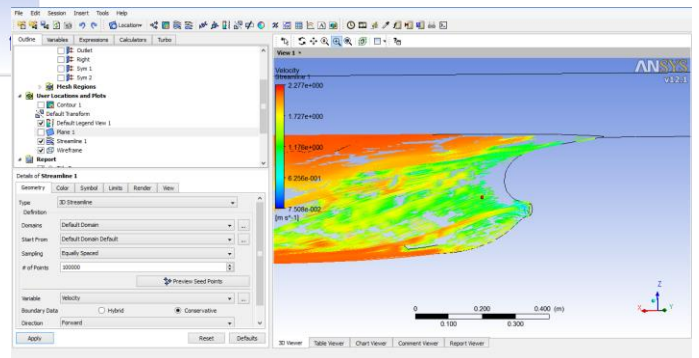 File Edit Session Insert Tools Help
Location
Outline Variables Expressions Calculators Turbo
Outlet
Right
Sym 1
Sym 2
Mesh Regions
User Locations and Plots
Contour 1
Default Transform
Default Legend View 1
Plane 1
Streamline 1
Wireframe
Report
Details of Streamline 1
Geometry Color Symbol Limits Render View
Type 3D Streamline
Definition
Domains Default Domain ...
Start From Default Domain Default ...
Sampling Equally Spaced
# of Points 100000
Preview Seed Points
Variable Velocity ...
Boundary Data Hybrid Conservative
Direction Forward
Apply Reset Defaults
View 1
Velocity
Streamline 1
2.277e+000
1.727e+000
1.176e+000
6.256e-001
7.508e-002
[m s^-1]
ANSYS
v12.1
0 0.200 0.400 (m)
0.100 0.300
Z
X Y
3D Viewer Table Viewer Chart Viewer Comment Viewer Report Viewer